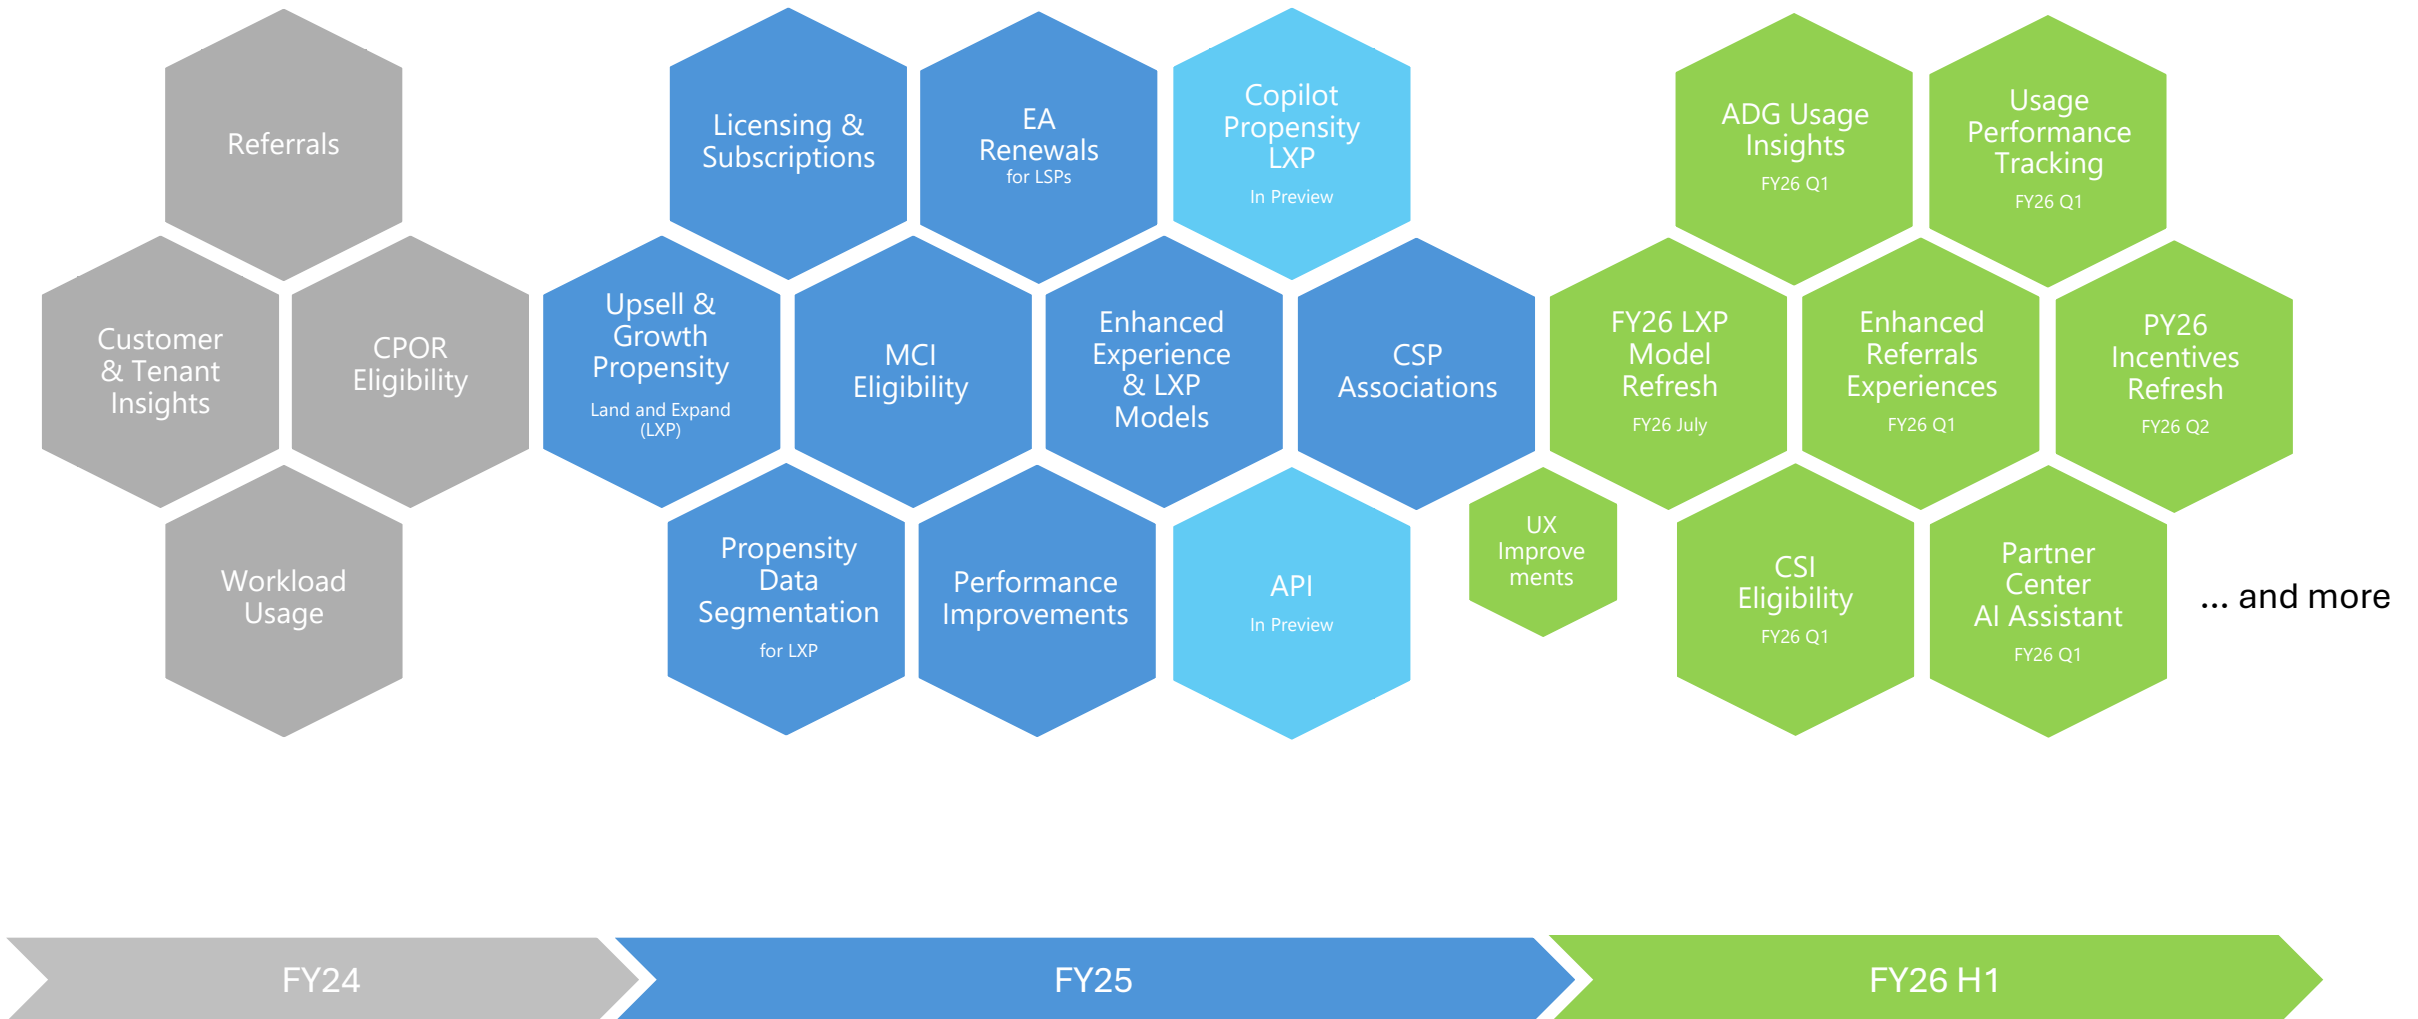 Referrals
Customer
& Tenant
Insights
CPOR
Eligibility
Workload
Usage
Licensing &
Subscriptions
EA
Renewals
for LSPs
Copilot
Propensity
LXP
In Preview
Upsell &
Growth
Propensity
Land and Expand
(LXP)
MCI
Eligibility
Enhanced
Experience
& LXP
Models
CSP
Associations
Propensity
Data
Segmentation
for LXP
Performance
Improvements
API
In Preview
ADG Usage
Insights
FY26 Q1
Usage
Performance
Tracking
FY26 Q1
FY26 LXP
Model
Refresh
FY26 July
Enhanced
Referrals
Experiences
FY26 Q1
PY26
Incentives
Refresh
FY26 Q2
UX
Improve
ments
CSI
Eligibility
FY26 Q1
Partner
Center
AI Assistant
FY26 Q1
... and more
FY24
FY25
FY26 H1